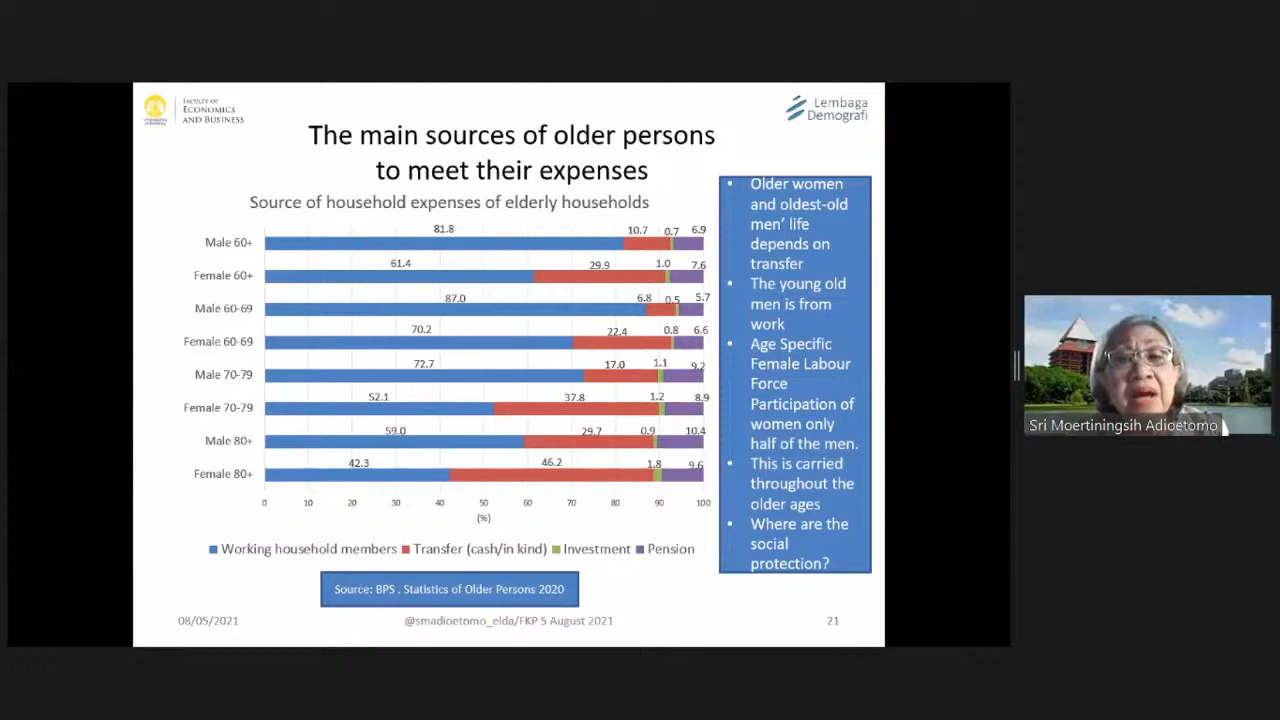 FACULTY OF
ECONOMICS
AND BUSINESS
Lembaga
Demografi
The main sources of older persons
to meet their expenses
Source of household expenses of elderly households
Male 60+ 81.8 10.7 0.7 6.9
Female 60+ 61.4 29.9 1.0 7.6
Male 60-69 87.0 6.8 0.5 5.7
Female 60-69 70.2 22.4 0.8 6.6
Male 70-79 72.7 17.0 1.1 9.2
Female 70-79 52.1 37.8 1.2 8.9
Male 80+ 59.0 29.7 0.9 10.4
Female 80+ 42.3 46.2 1.8 9.6
0 10 20 30 40 50 60 70 80 90 100
(%)
Working household members Transfer (cash/in kind) Investment Pension
Source: BPS . Statistics of Older Persons 2020
• Older women
and oldest-old
men’ life
depends on
transfer
• The young old
men is from
work
• Age Specific
Female Labour
Force
Participation of
women only
half of the men.
• This is carried
throughout the
older ages
• Where are the
social
protection?
08/05/2021 @smadioetomo_elda/FKP 5 August 2021 21
Sri Moertiningsih Adioetomo